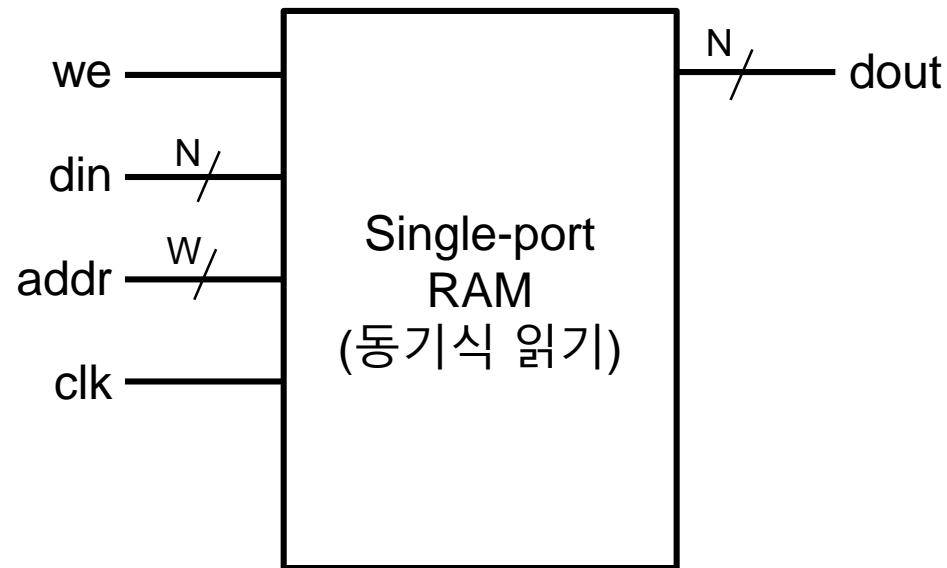 we
N
dout
din
N
addr
W
clk
Single-port
RAM
(동기식 읽기)